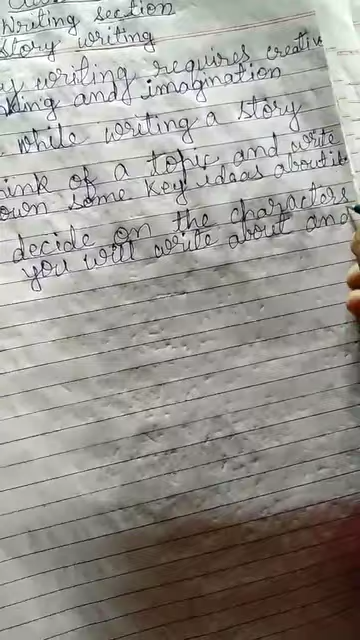 Writing section
Story writing
writing requires creative
and imagination
while writing a story
of a topic and write
some key ideas about it
decide on the characters
you will write about and